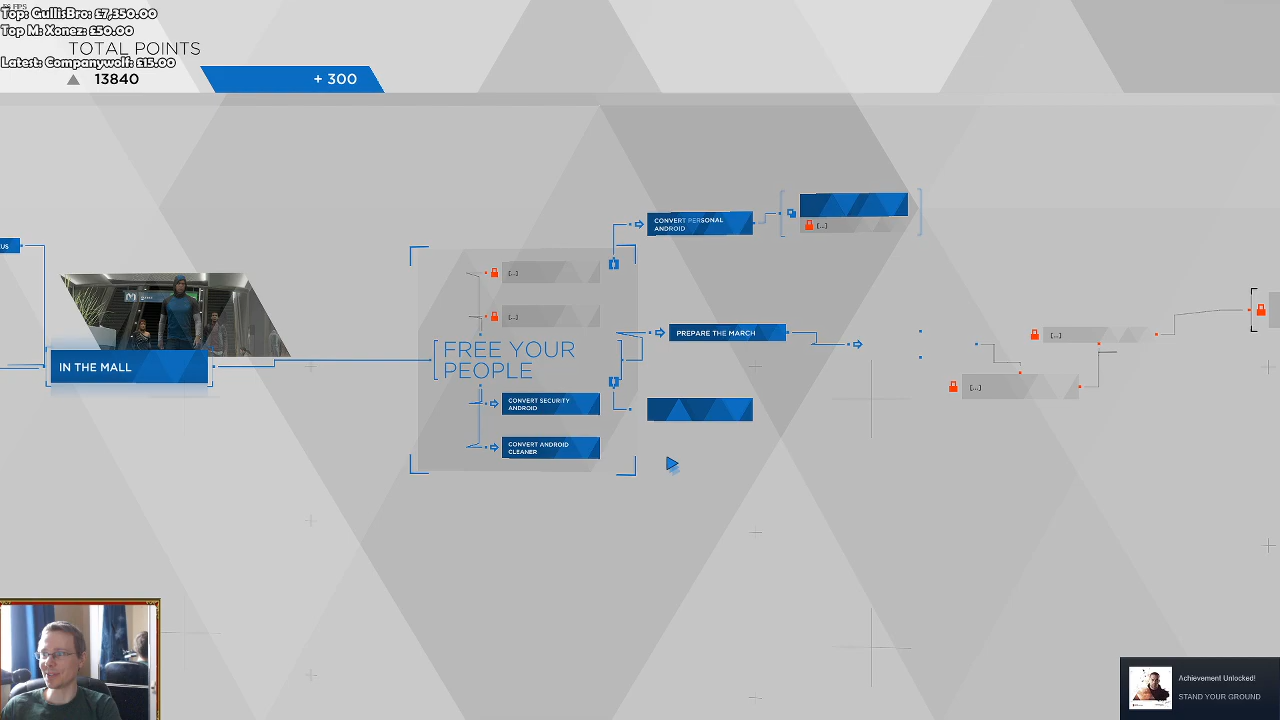 Top: GullisBro: £7,350.00
Top M: Xonez: £50.00
TOTAL POINTS
Latest: Companywolf: £15.00
13840
+ 300
CONVERT PERSONAL
ANDROID
[...]
US
[...]
[...]
IN THE MALL
FREE YOUR
PEOPLE
PREPARE THE MARCH
[...]
[...]
CONVERT SECURITY
ANDROID
CONVERT ANDROID
CLEANER
Achievement Unlocked!
STAND YOUR GROUND